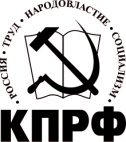 • РОССИЯ • ТРУД • НАРОДОВЛАСТИЕ • СОЦИАЛИЗМ •
КПРФ